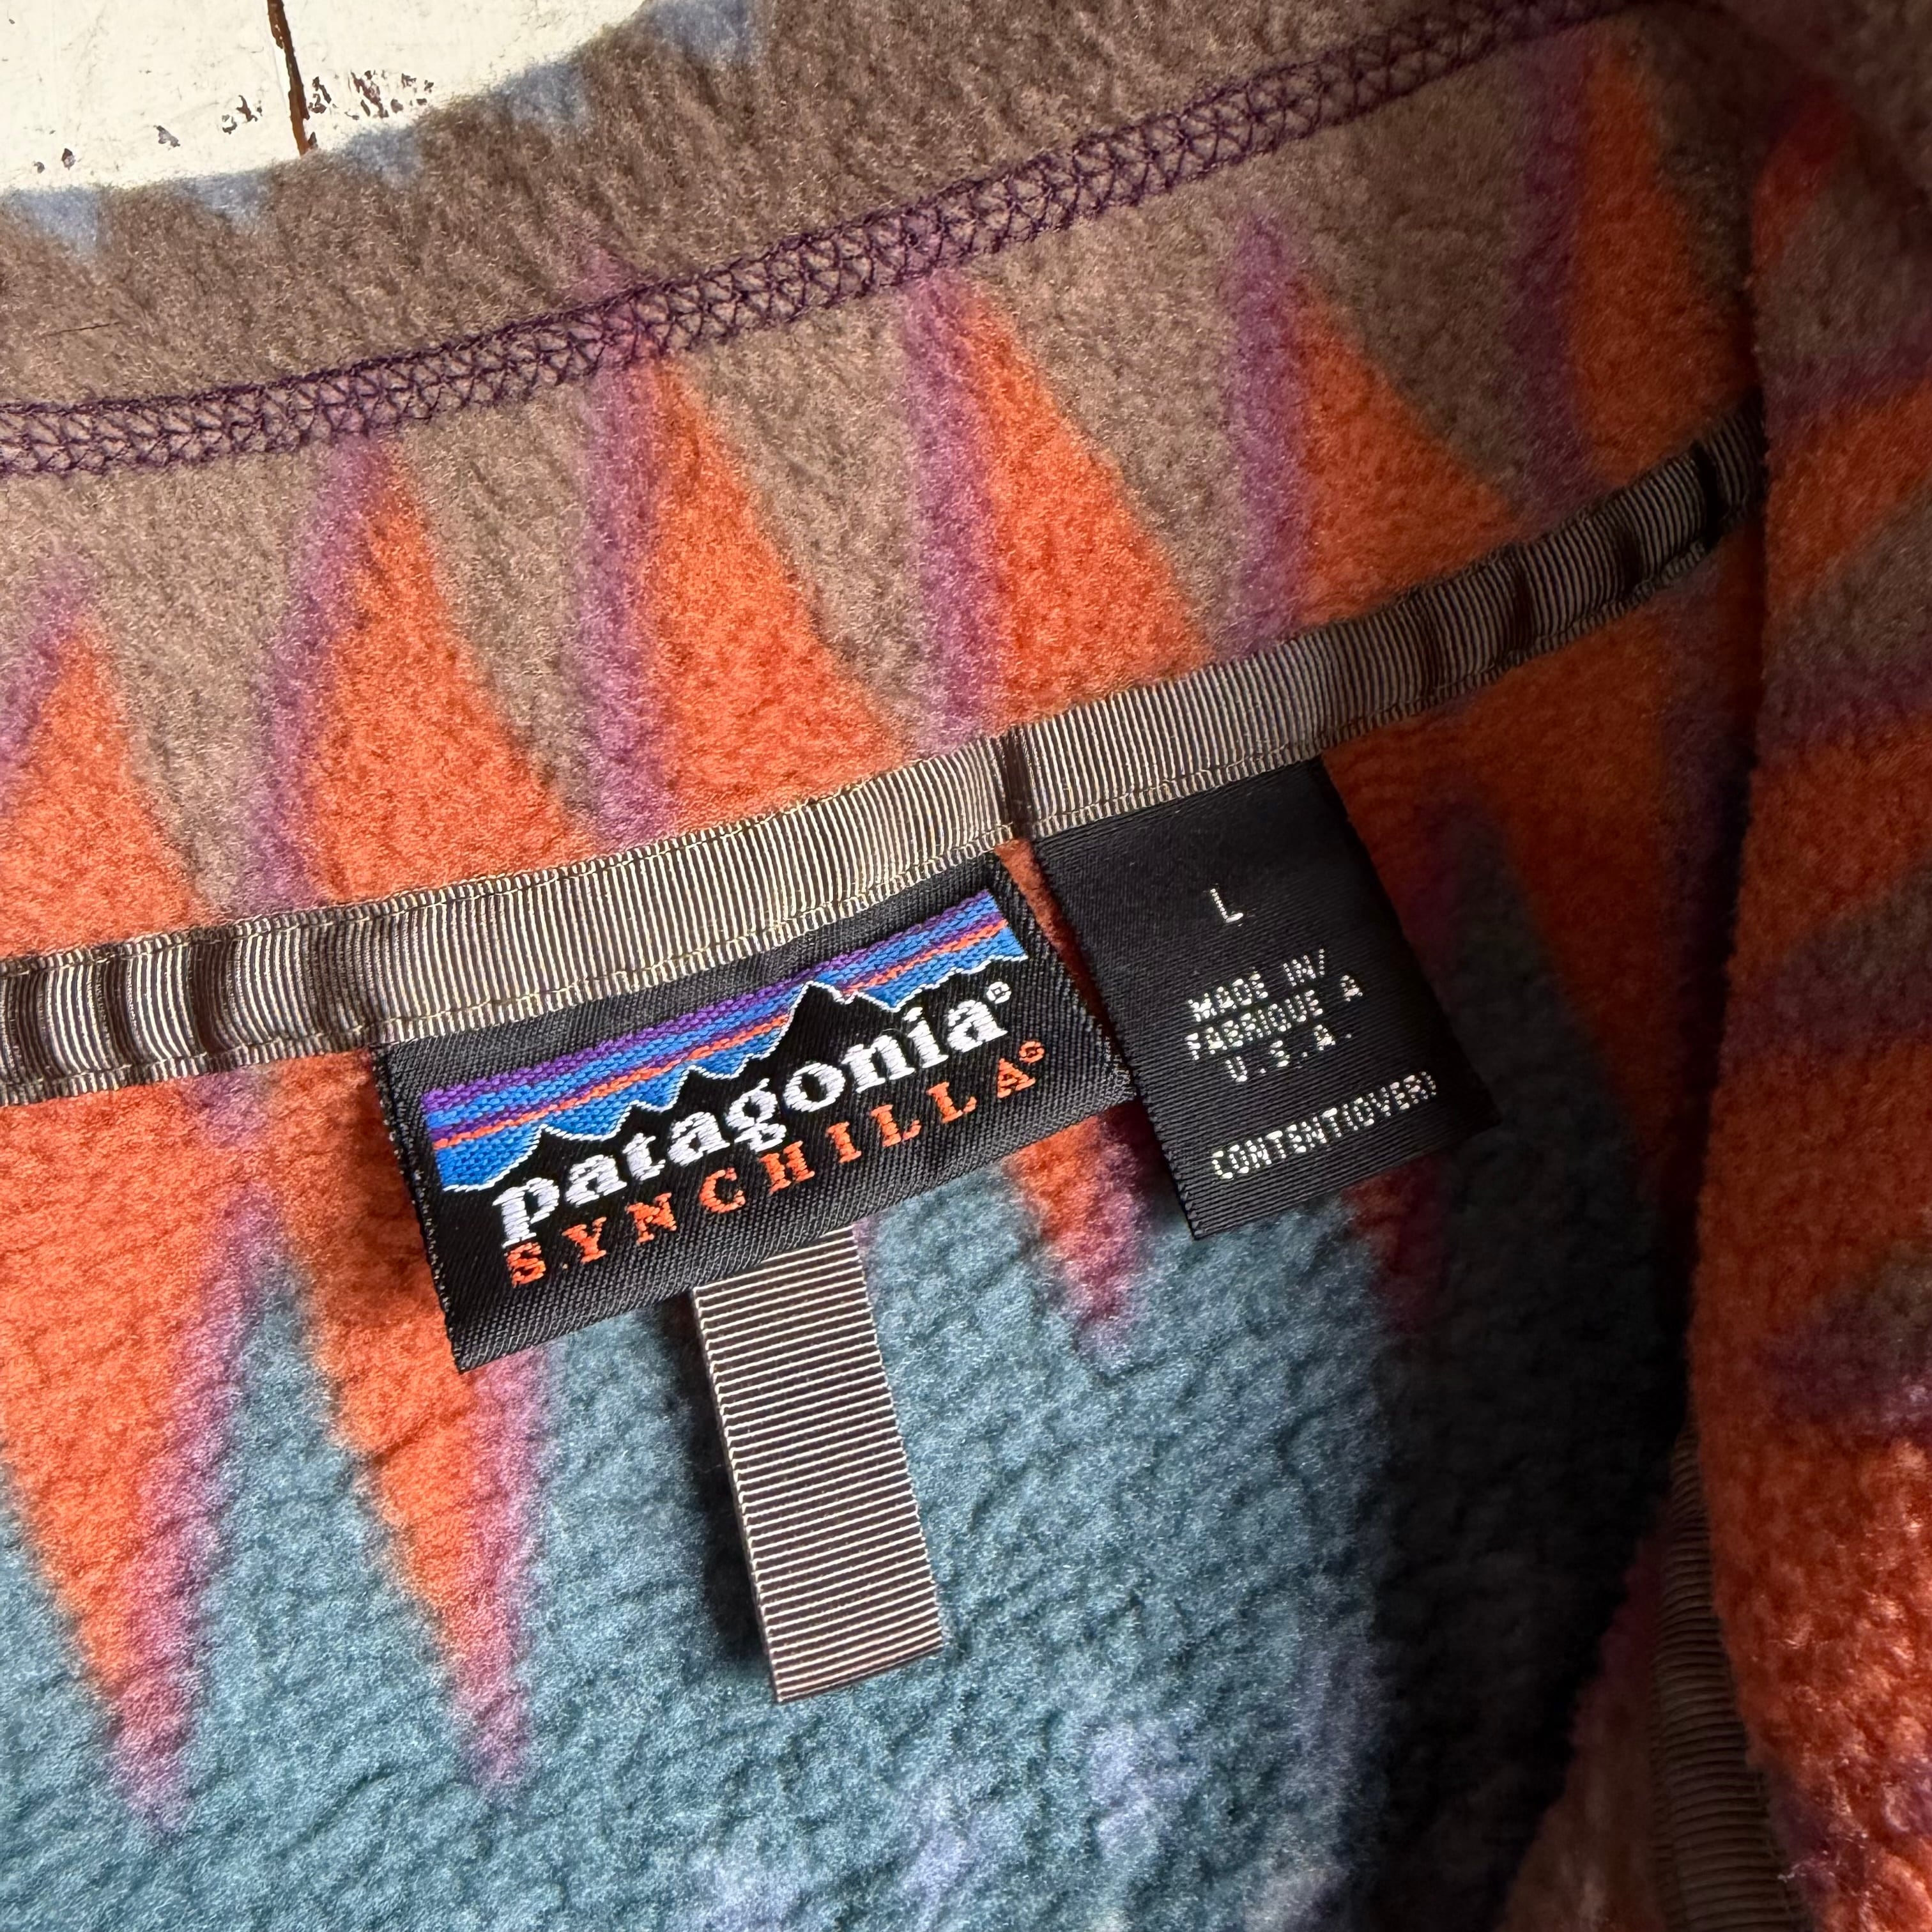 patagonia®
SYNCHILLA®
L
MADE IN/
FABRIQUE A
U.S.A.
CONTENT(OVER)